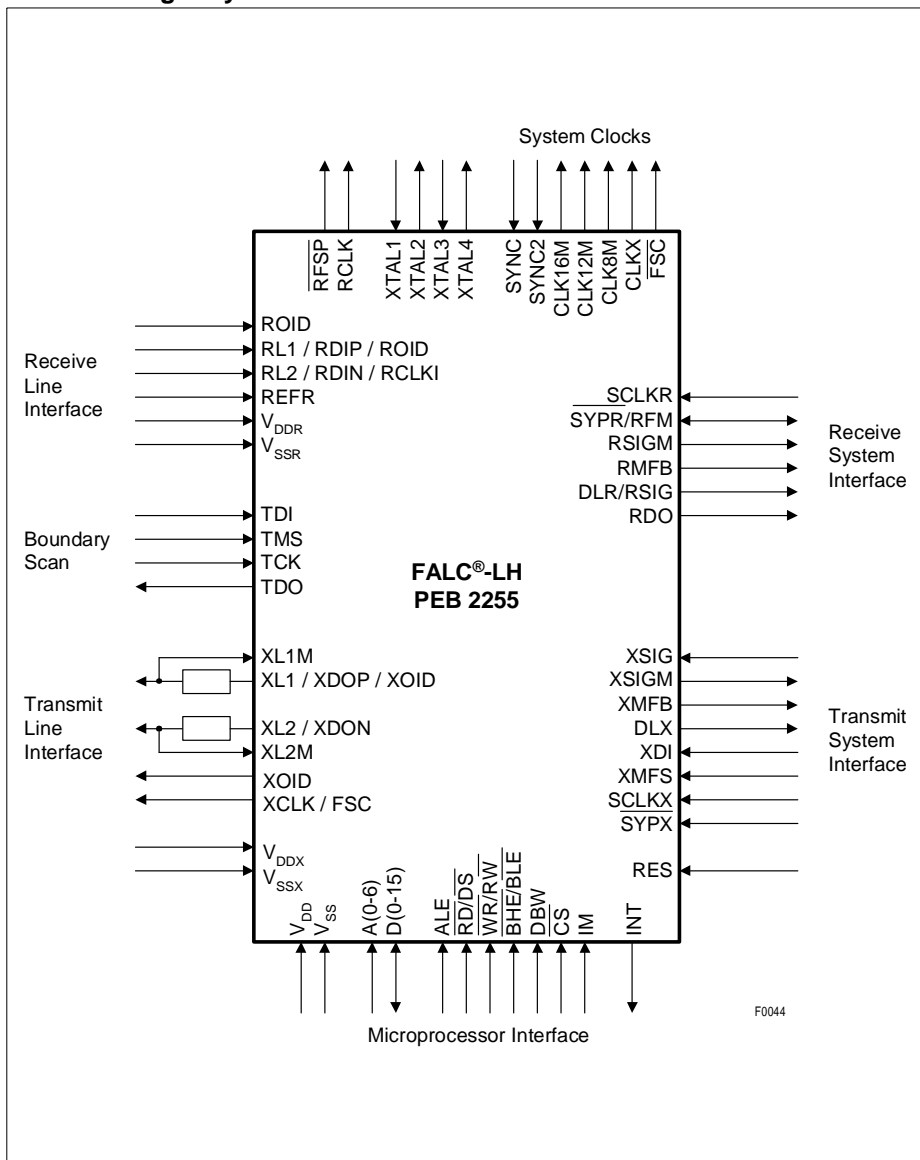 System Clocks
RFSP
RCLK
XTAL1
XTAL2
XTAL3
XTAL4
SYNC
SYNC2
CLK16M
CLK12M
CLK8M
CLKX
FSC
Receive
Line
Interface
ROID
RL1 / RDIP / ROID
RL2 / RDIN / RCLKI
REFR
VDDR
VSSR
Boundary
Scan
TDI
TMS
TCK
TDO
FALC®-LH
PEB 2255
Transmit
Line
Interface
XL1M
XL1 / XDOP / XOID
XL2 / XDON
XL2M
XOID
XCLK / FSC
VDDX
VSSX
SCLKR
SYPR/RFM
RSIGM
RMFB
DLR/RSIG
RDO
Receive
System
Interface
XSIG
XSIGM
XMFB
DLX
XDI
XMFS
SCLKX
SYPX
Transmit
System
Interface
RES
VDD
VSS
A(0-6)
D(0-15)
ALE
RD/DS
WR/RW
BHE/BLE
DBW
CS
IM
INT
Microprocessor Interface
F0044